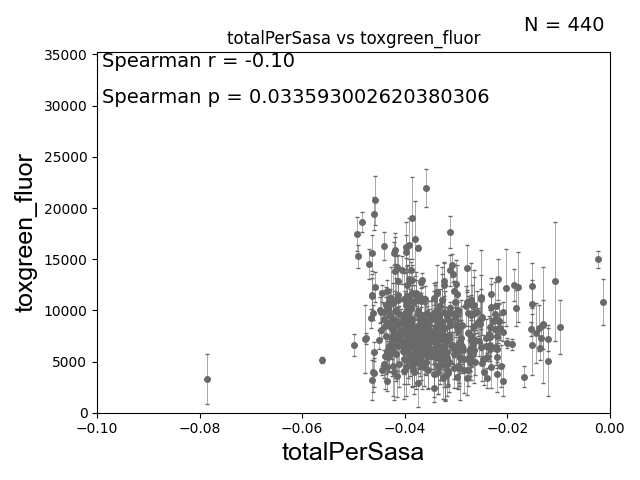 N = 440
totalPerSasa vs toxgreen_fluor
Spearman r = -0.10
Spearman p = 0.033593002620380306
toxgreen_fluor
35000
30000
25000
20000
15000
10000
5000
0
−0.10 −0.08 −0.06 −0.04 −0.02 0.00
totalPerSasa